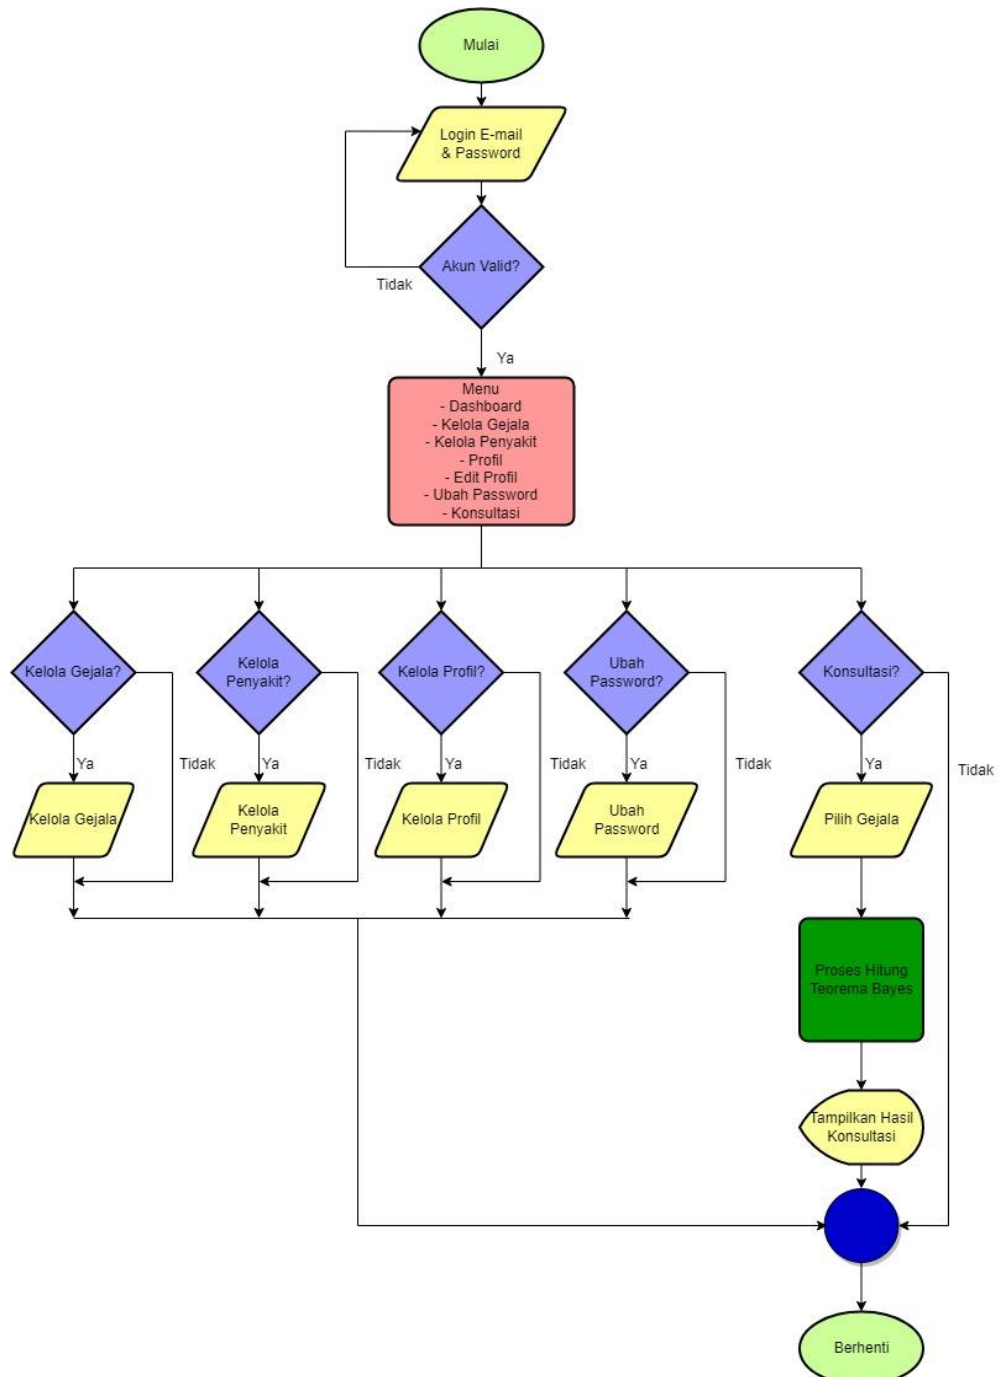 Mulai
Login E-mail
& Password
Akun Valid?
Tidak
Ya
Menu
- Dashboard
- Kelola Gejala
- Kelola Penyakit
- Profil
- Edit Profil
- Ubah Password
- Konsultasi
Kelola Gejala?
Kelola
Penyakit?
Kelola Profil?
Ubah
Password?
Konsultasi?
Ya
Tidak
Ya
Tidak
Ya
Tidak
Ya
Tidak
Ya
Tidak
Kelola Gejala
Kelola
Penyakit
Kelola Profil
Ubah
Password
Pilih Gejala
Proses Hitung
Teorema Bayes
Tampilkan Hasil
Konsultasi
Berhenti